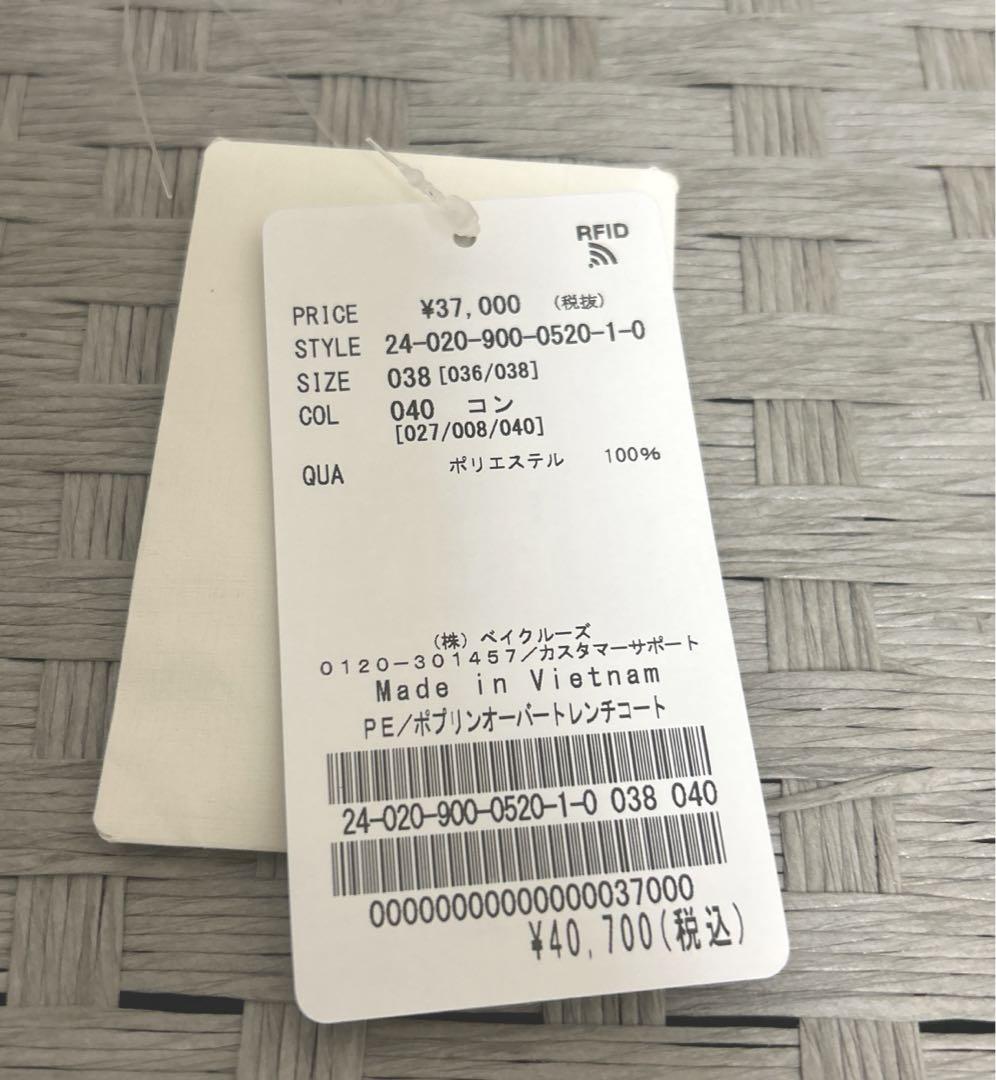 RFID
PRICE ¥37,000 (税抜)
STYLE 24-020-900-0520-1-0
SIZE 038 [036/038]
COL 040 コン
[027/008/040]
QUA ポリエステル 100%
(株) ベイクルーズ
0120-301457/カスタマーサポート
Made in Vietnam
PE/ポプリンオーバートレンチコート
24-020-900-0520-1-0 038 040
00000000000000037000
¥40,700(税込)